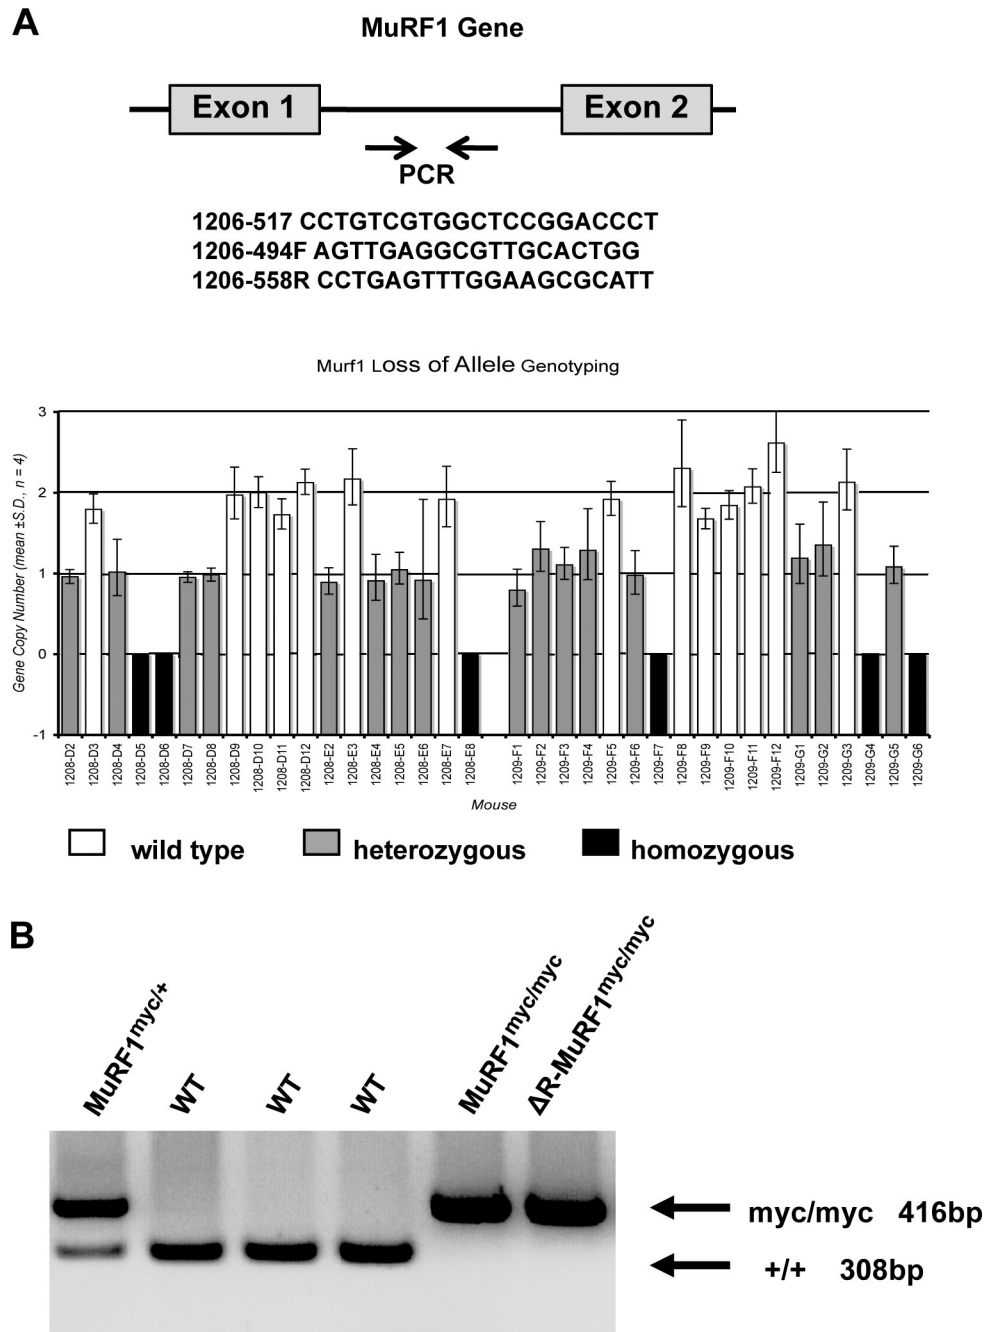 A
MuRF1 Gene
Exon 1
Exon 2
PCR
1206-517 CCTGTCGTGGCTCCGGACCCT
1206-494F AGTTGAGGCGTTGCACTGG
1206-558R CCTGAGTTTGGAAGCGCATT
Murf1 Loss of Allele Genotyping
Gene Copy Number (mean ±S.D., n = 4)
3
2
1
0
-1
1208-D2
1208-D3
1208-D4
1208-D5
1208-D6
1208-D7
1208-D8
1208-D9
1208-D10
1208-D11
1208-D12
1208-E2
1208-E3
1208-E4
1208-E5
1208-E6
1208-E7
1208-E8
1209-F1
1209-F2
1209-F3
1209-F4
1209-F5
1209-F6
1209-F7
1209-F8
1209-F9
1209-F10
1209-F11
1209-F12
1209-G1
1209-G2
1209-G3
1209-G4
1209-G5
1209-G6
Mouse
wild type
heterozygous
homozygous
B
MuRF1myc/+
WT
WT
WT
MuRF1myc/myc
ΔR-MuRF1myc/myc
myc/myc 416bp
+/+ 308bp